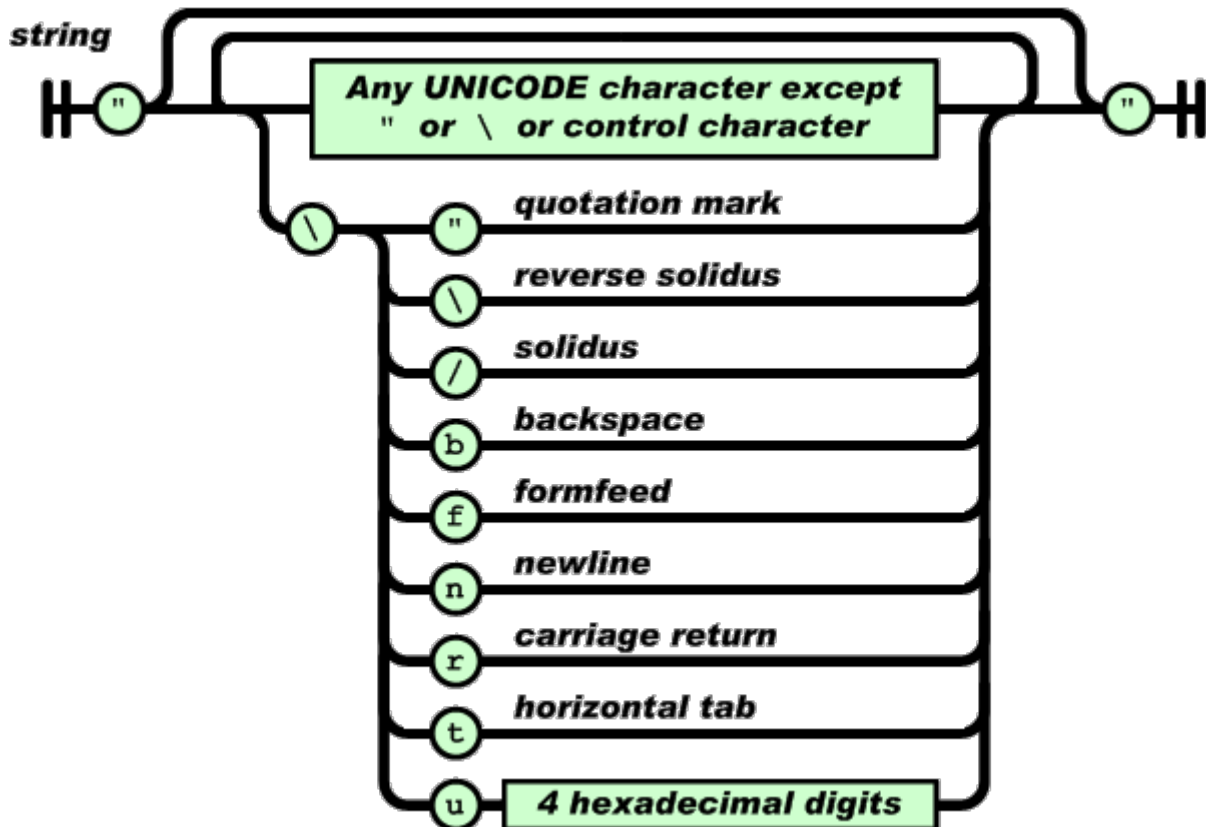 string
" Any UNICODE character except "
" or \ or control character
\ " quotation mark
\ reverse solidus
/ solidus
b backspace
f formfeed
n newline
r carriage return
t horizontal tab
u 4 hexadecimal digits